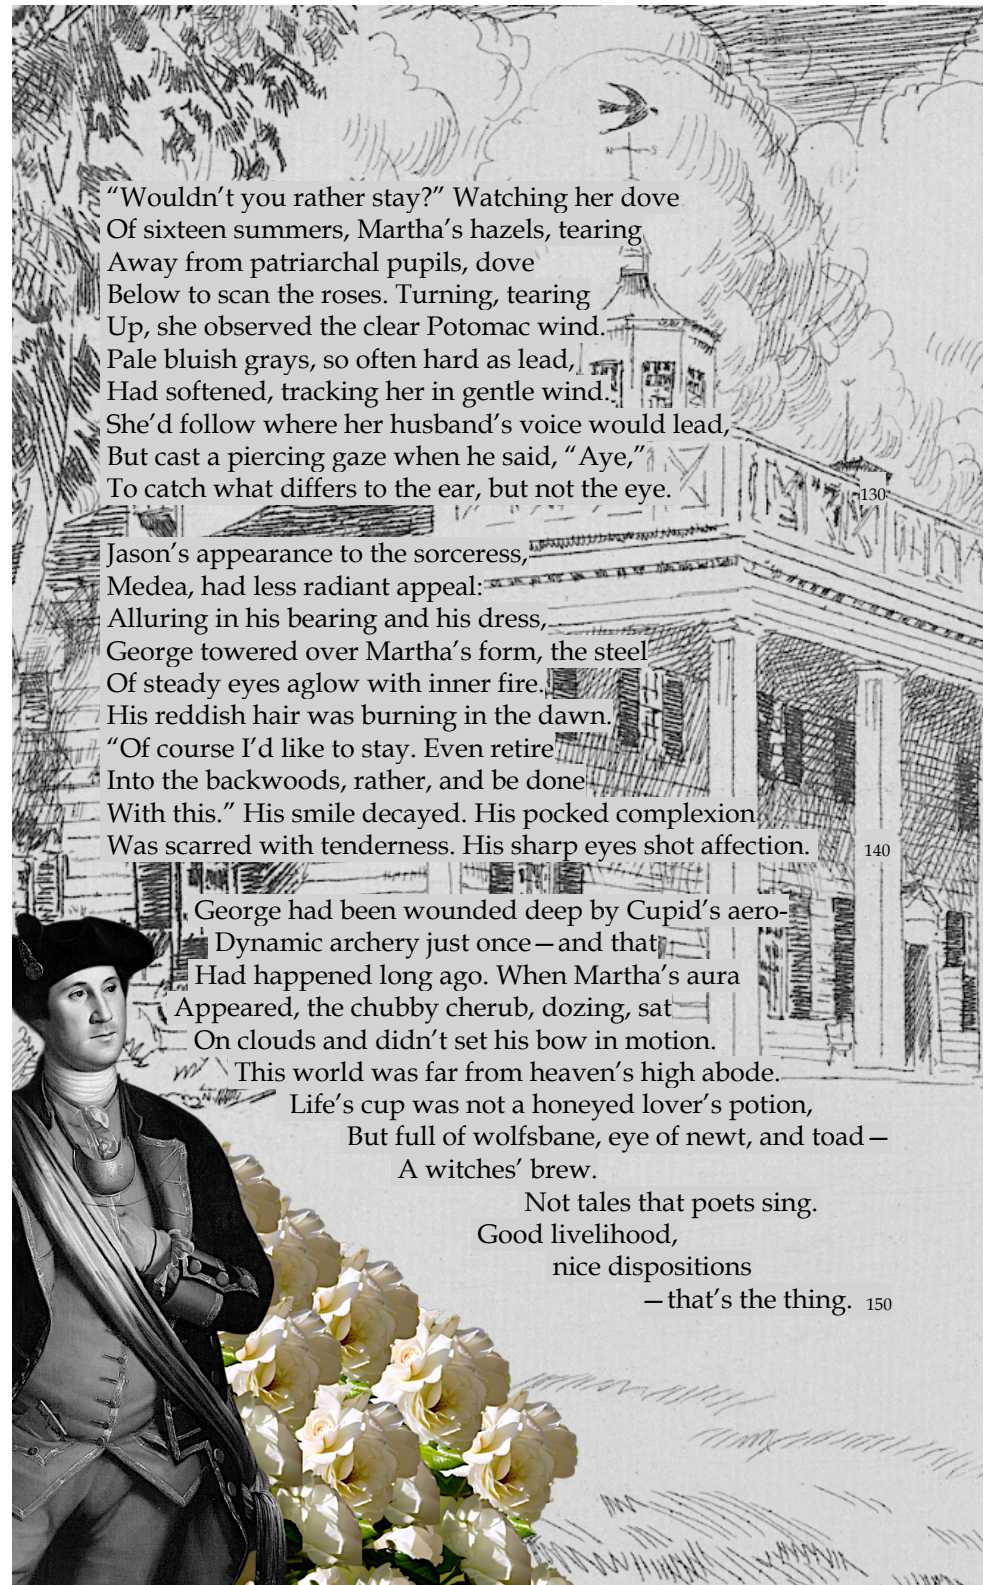 “Wouldn’t you rather stay?” Watching her dove
Of sixteen summers, Martha’s hazels, tearing
Away from patriarchal pupils, dove
Below to scan the roses. Turning, tearing
Up, she observed the clear Potomac wind.
Pale bluish grays, so often hard as lead,
Had softened, tracking her in gentle wind.
She’d follow where her husband’s voice would lead,
But cast a piercing gaze when he said, “Aye,”
To catch what differs to the ear, but not the eye. 130
Jason’s appearance to the sorceress,
Medea, had less radiant appeal:
Alluring in his bearing and his dress,
George towered over Martha’s form, the steel
Of steady eyes aglow with inner fire.
His reddish hair was burning in the dawn.
“Of course I’d like to stay. Even retire
Into the backwoods, rather, and be done
With this.” His smile decayed. His pocked complexion
Was scarred with tenderness. His sharp eyes shot affection. 140
George had been wounded deep by Cupid’s aero-
Dynamic archery just once—and that
Had happened long ago. When Martha’s aura
Appeared, the chubby cherub, dozing, sat
On clouds and didn’t set his bow in motion.
This world was far from heaven’s high abode.
Life’s cup was not a honeyed lover’s potion,
But full of wolfsbane, eye of newt, and toad—
A witches’ brew.
Not tales that poets sing.
Good livelihood,
nice dispositions
—that’s the thing. 150